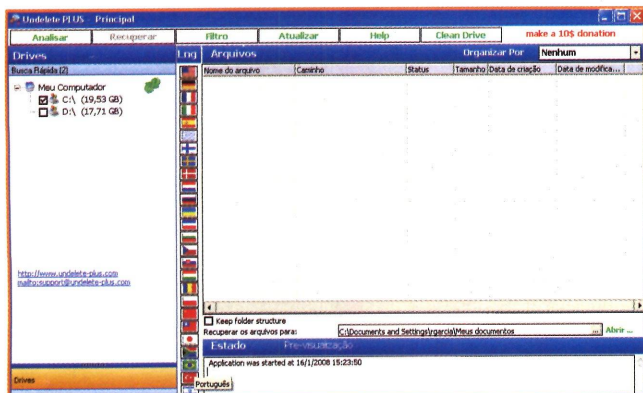 Undelete PLUS - Principal
Analisar Recuperar Filtro Atualizar Help Clean Drive make a 10$ donation
Drives Lng Arquivos Organizar Por Nenhum
Busca Rápida [2] Nome do arquivo Caminho Status Tamanho Data de criação Data de modifica...
Meu Computador
C:\ (19,53 GB)
D:\ (17,71 GB)
http://www.undelete-plus.com
mailto:support@undelete-plus.com
Keep folder structure
Recuperar os arquivos para: C:\Documents and Settings\rgarcia\Meus documentos ... Abrir ...
Estado Pre-visualização
Application was started at 16/1/2008 15:23:50
Drives
Português